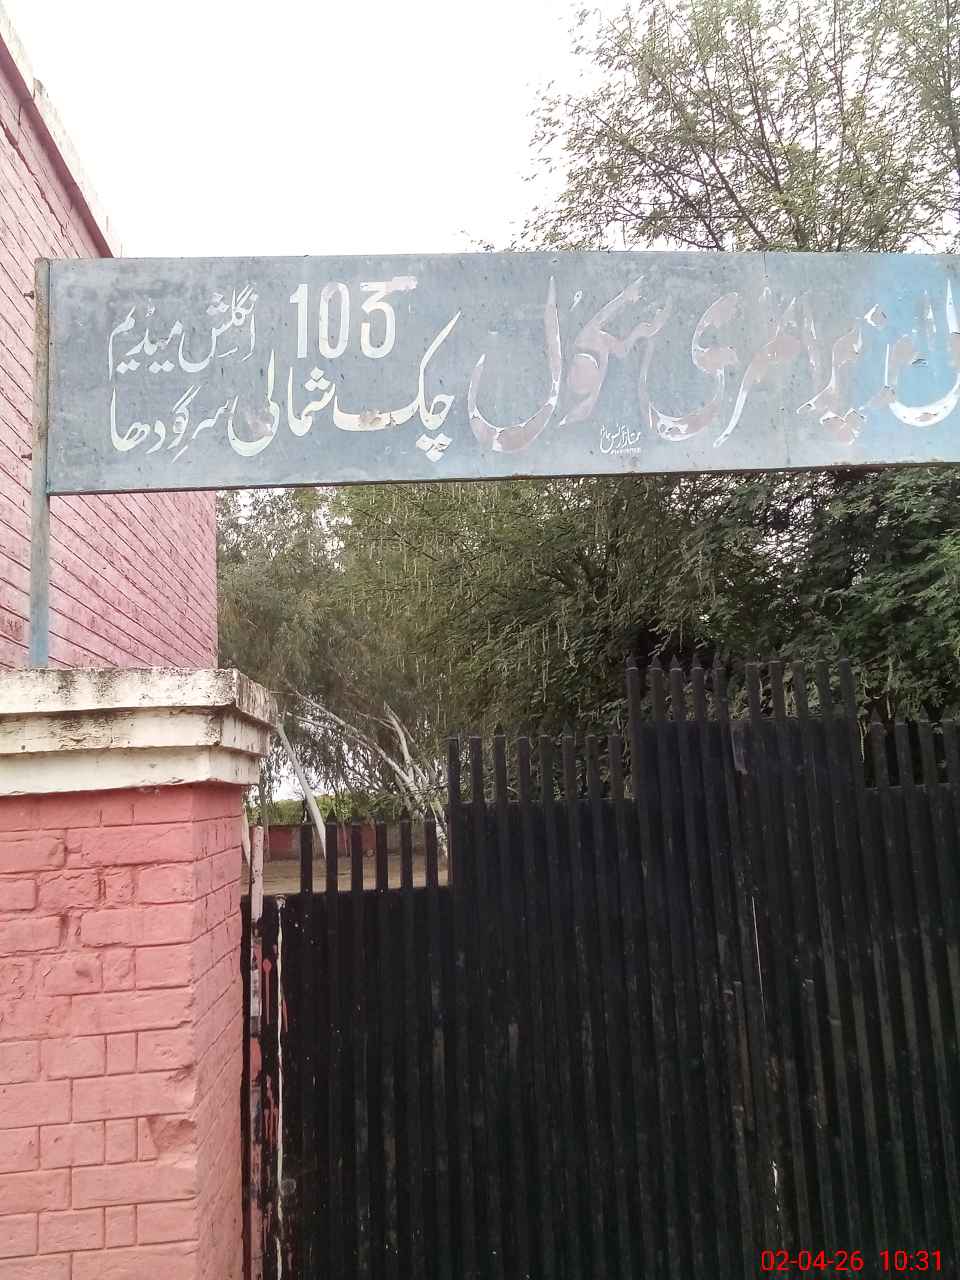 پرائمری سکول
103 انگلش میڈیم
چک شمالی سرگودھا
02-04-26 10:31